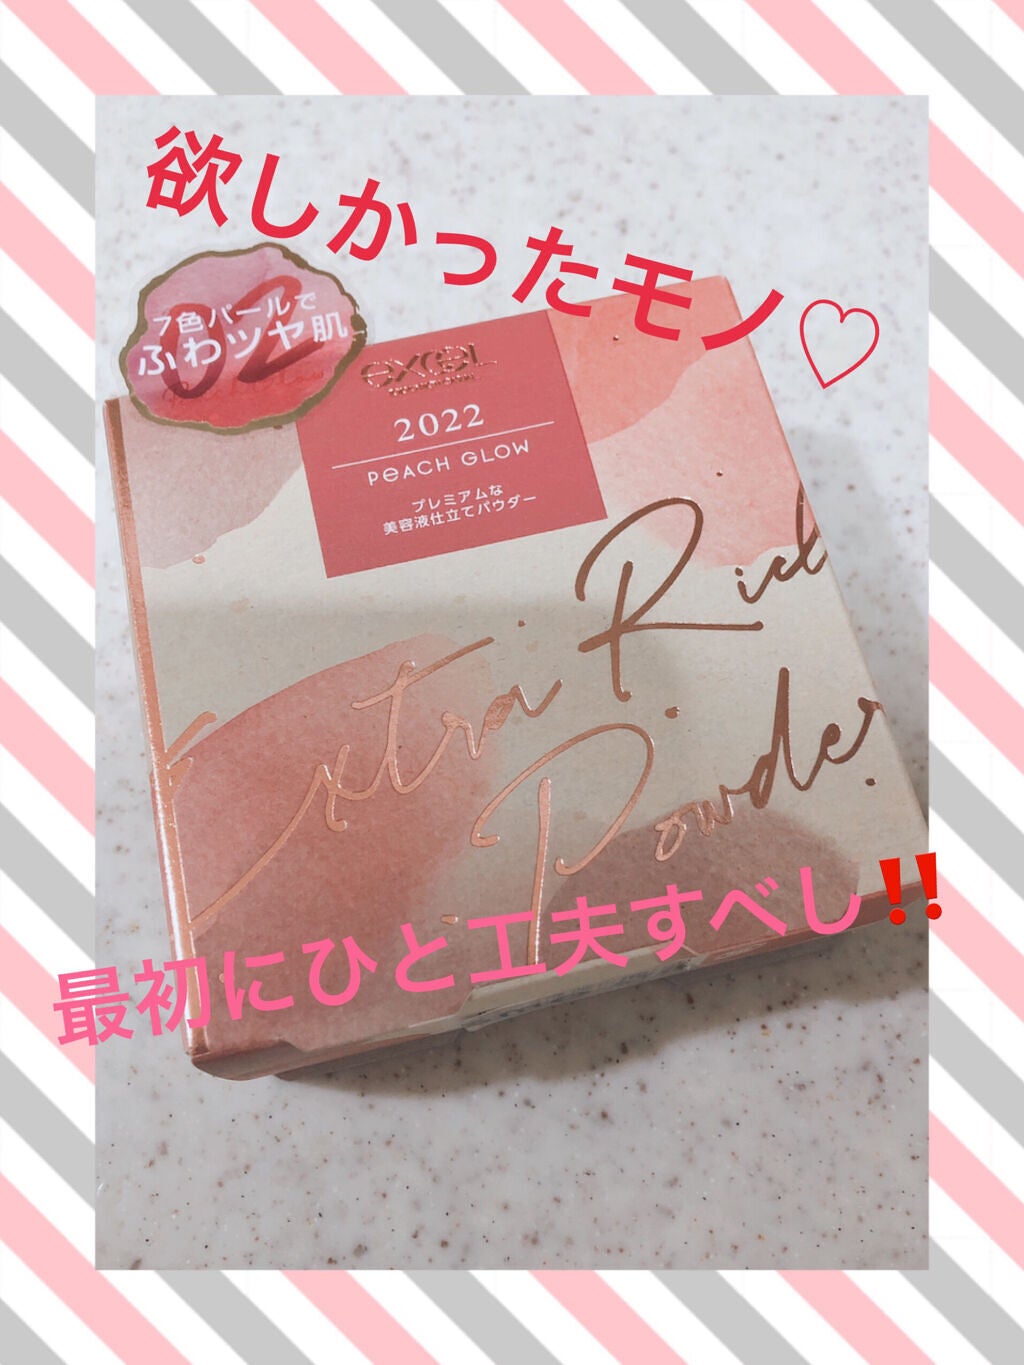 欲しかったモノ♡
7色パールで
ふわツヤ肌
02
excel
2022
PEACH GLOW
プレミアムな
美容液仕立てパウダー
Extra Rich
Powder
最初にひと工夫すべし‼